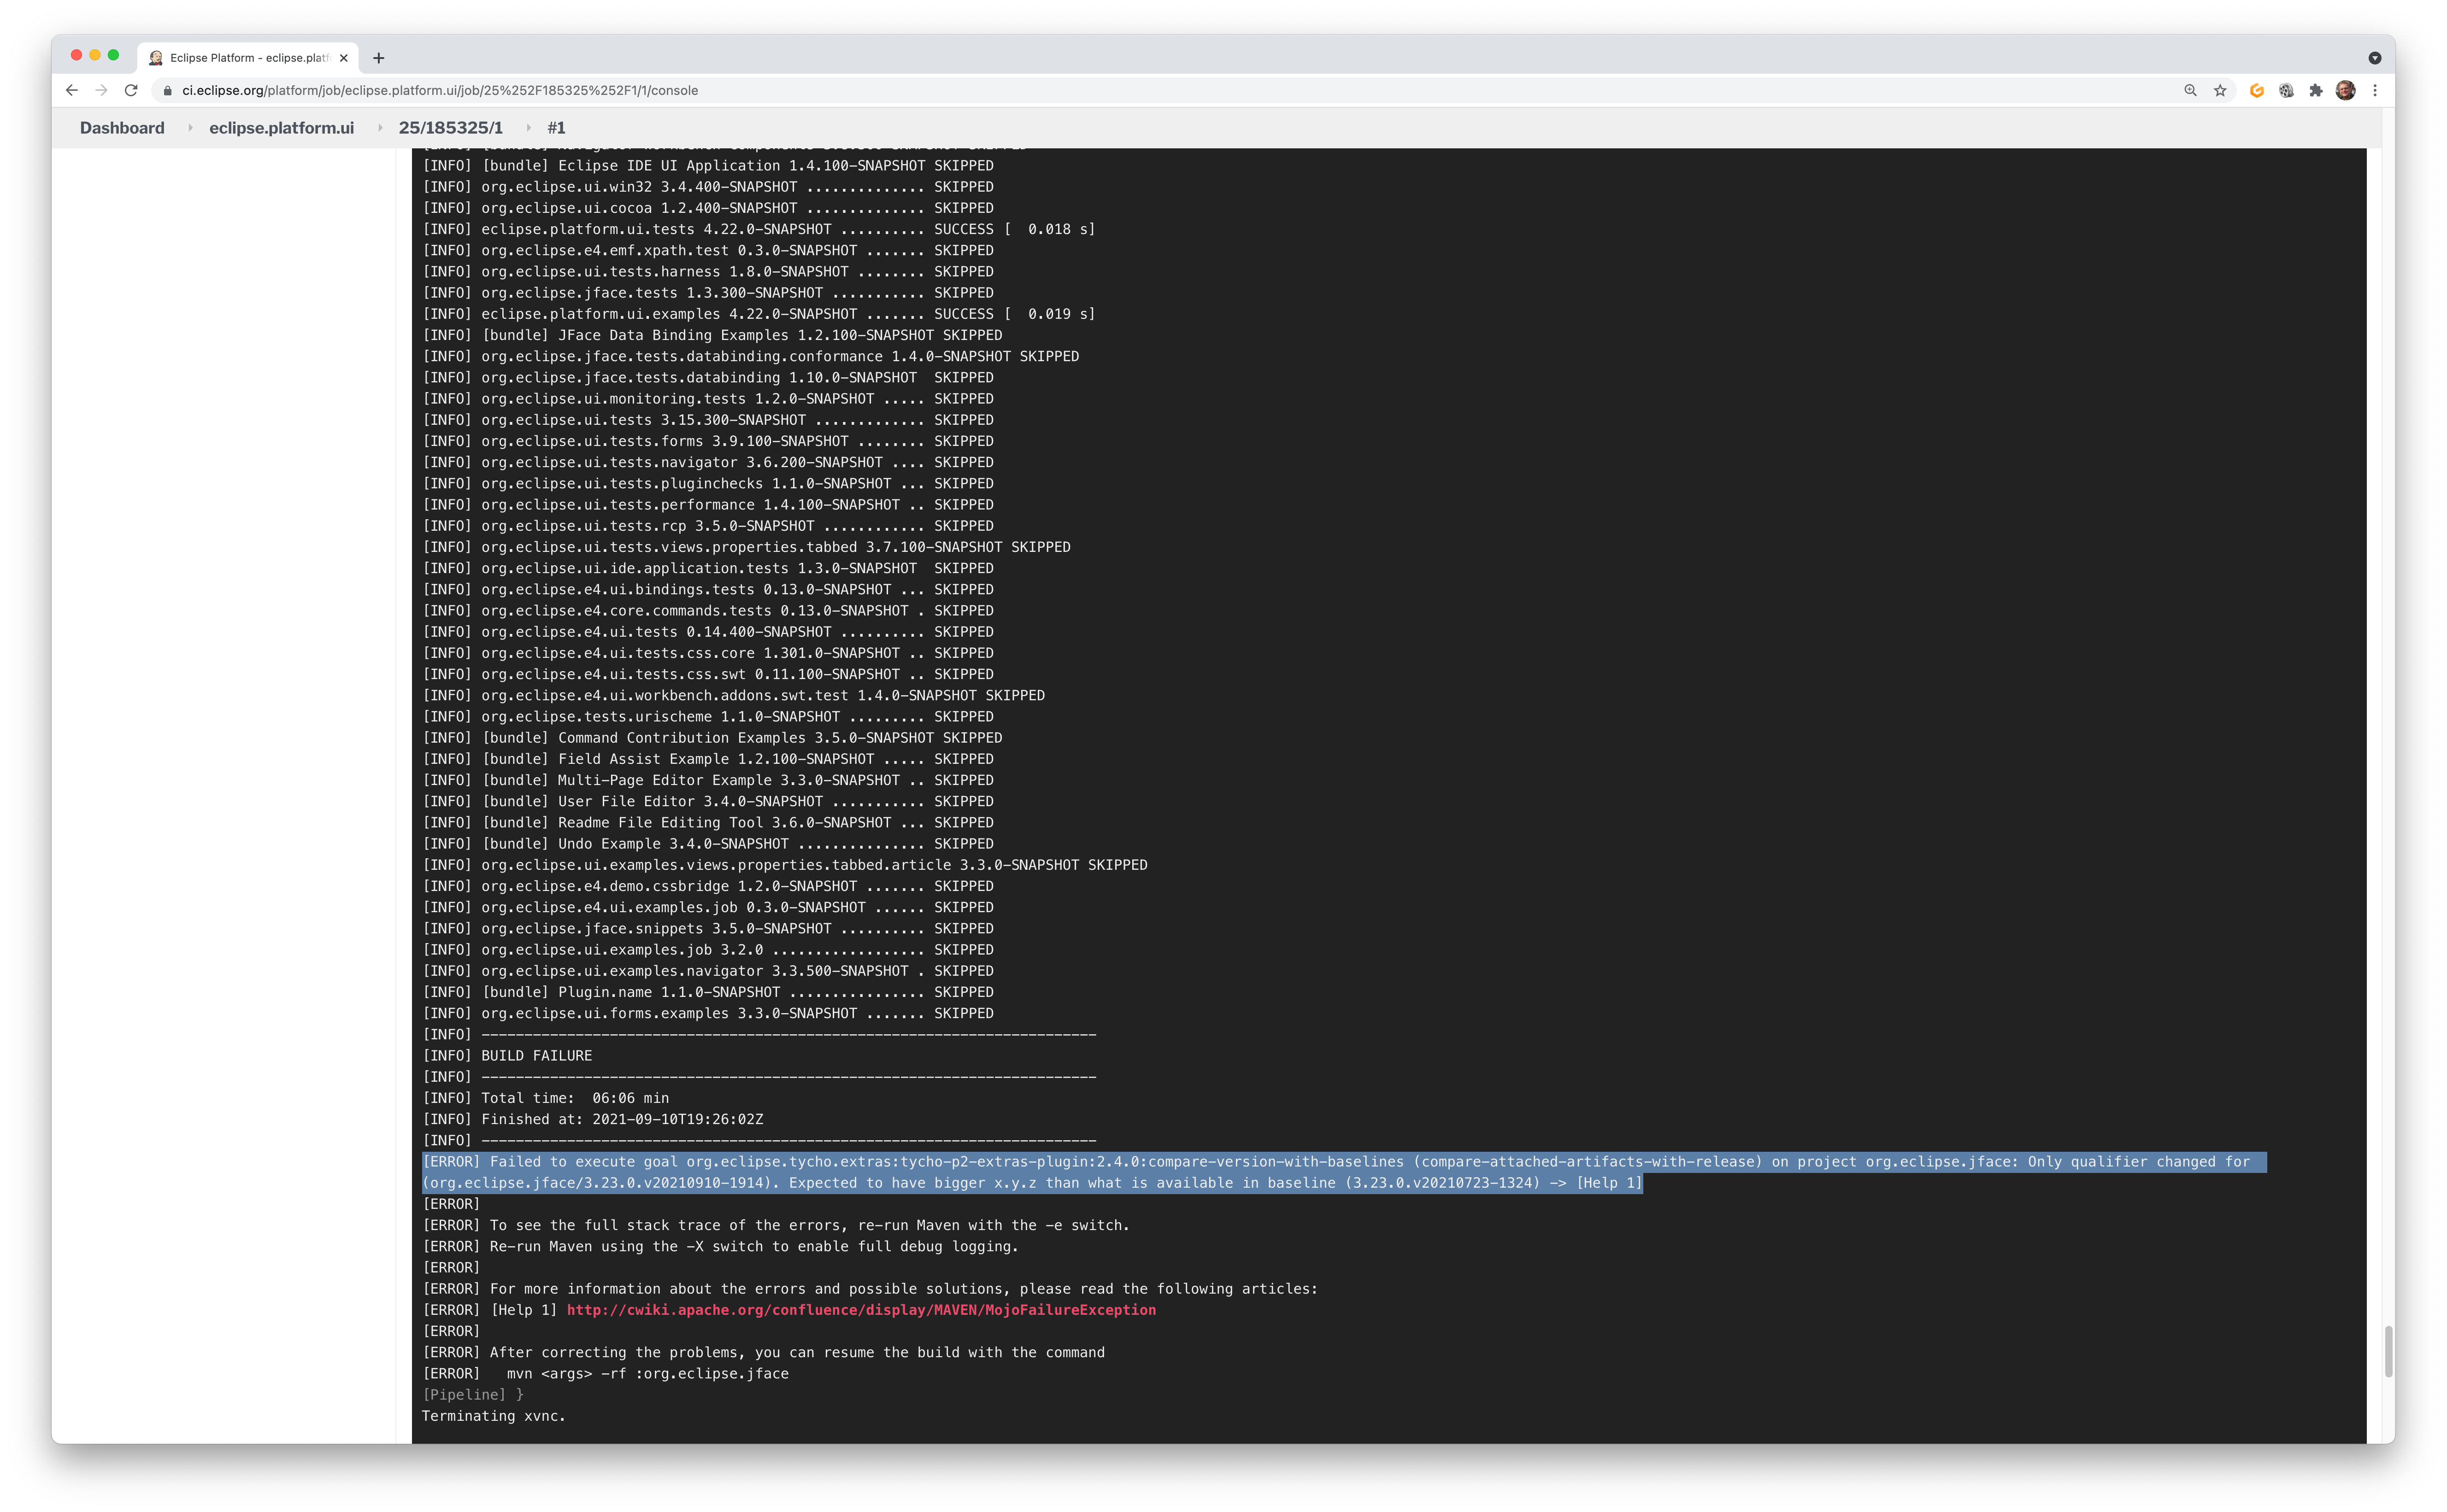 Eclipse Platform - eclipse.platf
ci.eclipse.org/platform/job/eclipse.platform.ui/job/25%252F185325%252F1/1/console
Dashboard eclipse.platform.ui 25/185325/1 #1
[INFO] [bundle] Eclipse IDE UI Application 1.4.100-SNAPSHOT SKIPPED
[INFO] org.eclipse.ui.win32 3.4.400-SNAPSHOT .............. SKIPPED
[INFO] org.eclipse.ui.cocoa 1.2.400-SNAPSHOT .............. SKIPPED
[INFO] eclipse.platform.ui.tests 4.22.0-SNAPSHOT .......... SUCCESS [  0.018 s]
[INFO] org.eclipse.e4.emf.xpath.test 0.3.0-SNAPSHOT ....... SKIPPED
[INFO] org.eclipse.ui.tests.harness 1.8.0-SNAPSHOT ........ SKIPPED
[INFO] org.eclipse.jface.tests 1.3.300-SNAPSHOT ........... SKIPPED
[INFO] eclipse.platform.ui.examples 4.22.0-SNAPSHOT ....... SUCCESS [  0.019 s]
[INFO] [bundle] JFace Data Binding Examples 1.2.100-SNAPSHOT SKIPPED
[INFO] org.eclipse.jface.tests.databinding.conformance 1.4.0-SNAPSHOT SKIPPED
[INFO] org.eclipse.jface.tests.databinding 1.10.0-SNAPSHOT  SKIPPED
[INFO] org.eclipse.ui.monitoring.tests 1.2.0-SNAPSHOT ..... SKIPPED
[INFO] org.eclipse.ui.tests 3.15.300-SNAPSHOT ............. SKIPPED
[INFO] org.eclipse.ui.tests.forms 3.9.100-SNAPSHOT ........ SKIPPED
[INFO] org.eclipse.ui.tests.navigator 3.6.200-SNAPSHOT .... SKIPPED
[INFO] org.eclipse.ui.tests.pluginchecks 1.1.0-SNAPSHOT ... SKIPPED
[INFO] org.eclipse.ui.tests.performance 1.4.100-SNAPSHOT .. SKIPPED
[INFO] org.eclipse.ui.tests.rcp 3.5.0-SNAPSHOT ............ SKIPPED
[INFO] org.eclipse.ui.tests.views.properties.tabbed 3.7.100-SNAPSHOT SKIPPED
[INFO] org.eclipse.ui.ide.application.tests 1.3.0-SNAPSHOT  SKIPPED
[INFO] org.eclipse.e4.ui.bindings.tests 0.13.0-SNAPSHOT ... SKIPPED
[INFO] org.eclipse.e4.core.commands.tests 0.13.0-SNAPSHOT . SKIPPED
[INFO] org.eclipse.e4.ui.tests 0.14.400-SNAPSHOT .......... SKIPPED
[INFO] org.eclipse.e4.ui.tests.css.core 1.301.0-SNAPSHOT .. SKIPPED
[INFO] org.eclipse.e4.ui.tests.css.swt 0.11.100-SNAPSHOT .. SKIPPED
[INFO] org.eclipse.e4.ui.workbench.addons.swt.test 1.4.0-SNAPSHOT SKIPPED
[INFO] org.eclipse.tests.urischeme 1.1.0-SNAPSHOT ......... SKIPPED
[INFO] [bundle] Command Contribution Examples 3.5.0-SNAPSHOT SKIPPED
[INFO] [bundle] Field Assist Example 1.2.100-SNAPSHOT ..... SKIPPED
[INFO] [bundle] Multi-Page Editor Example 3.3.0-SNAPSHOT .. SKIPPED
[INFO] [bundle] User File Editor 3.4.0-SNAPSHOT ........... SKIPPED
[INFO] [bundle] Readme File Editing Tool 3.6.0-SNAPSHOT ... SKIPPED
[INFO] [bundle] Undo Example 3.4.0-SNAPSHOT ............... SKIPPED
[INFO] org.eclipse.ui.examples.views.properties.tabbed.article 3.3.0-SNAPSHOT SKIPPED
[INFO] org.eclipse.e4.demo.cssbridge 1.2.0-SNAPSHOT ....... SKIPPED
[INFO] org.eclipse.e4.ui.examples.job 0.3.0-SNAPSHOT ...... SKIPPED
[INFO] org.eclipse.jface.snippets 3.5.0-SNAPSHOT .......... SKIPPED
[INFO] org.eclipse.ui.examples.job 3.2.0 .................. SKIPPED
[INFO] org.eclipse.ui.examples.navigator 3.3.500-SNAPSHOT . SKIPPED
[INFO] [bundle] Plugin.name 1.1.0-SNAPSHOT ................ SKIPPED
[INFO] org.eclipse.ui.forms.examples 3.3.0-SNAPSHOT ....... SKIPPED
[INFO] ------------------------------------------------------------------------
[INFO] BUILD FAILURE
[INFO] ------------------------------------------------------------------------
[INFO] Total time:  06:06 min
[INFO] Finished at: 2021-09-10T19:26:02Z
[INFO] ------------------------------------------------------------------------
[ERROR] Failed to execute goal org.eclipse.tycho.extras:tycho-p2-extras-plugin:2.4.0:compare-version-with-baselines (compare-attached-artifacts-with-release) on project org.eclipse.jface: Only qualifier changed for
(org.eclipse.jface/3.23.0.v20210910-1914). Expected to have bigger x.y.z than what is available in baseline (3.23.0.v20210723-1324) -> [Help 1]
[ERROR]
[ERROR] To see the full stack trace of the errors, re-run Maven with the -e switch.
[ERROR] Re-run Maven using the -X switch to enable full debug logging.
[ERROR]
[ERROR] For more information about the errors and possible solutions, please read the following articles:
[ERROR] [Help 1] http://cwiki.apache.org/confluence/display/MAVEN/MojoFailureException
[ERROR]
[ERROR] After correcting the problems, you can resume the build with the command
[ERROR]   mvn <args> -rf :org.eclipse.jface
[Pipeline] }
Terminating xvnc.